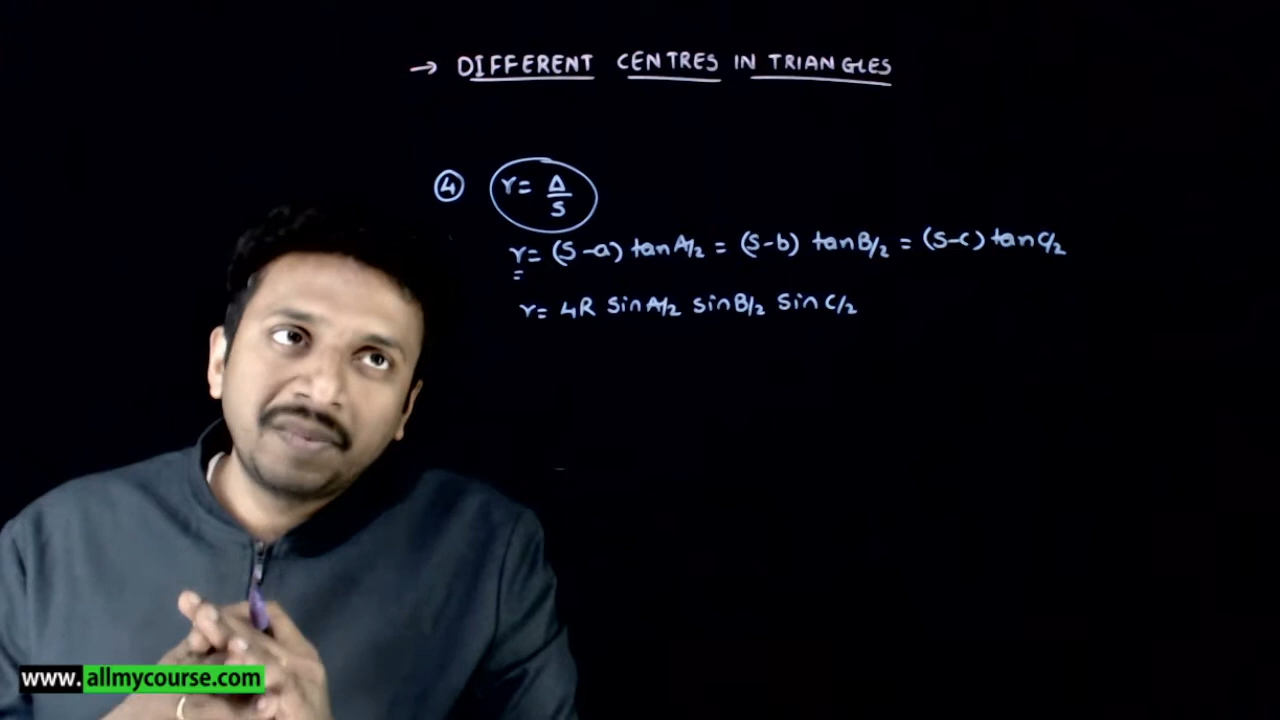 → DIFFERENT CENTRES IN TRIANGLES
④ r = Δ/S
r = (S-a) tan A/2 = (S-b) tan B/2 = (S-c) tan C/2
r = 4R Sin A/2 sin B/2 Sin C/2
www.allmycourse.com